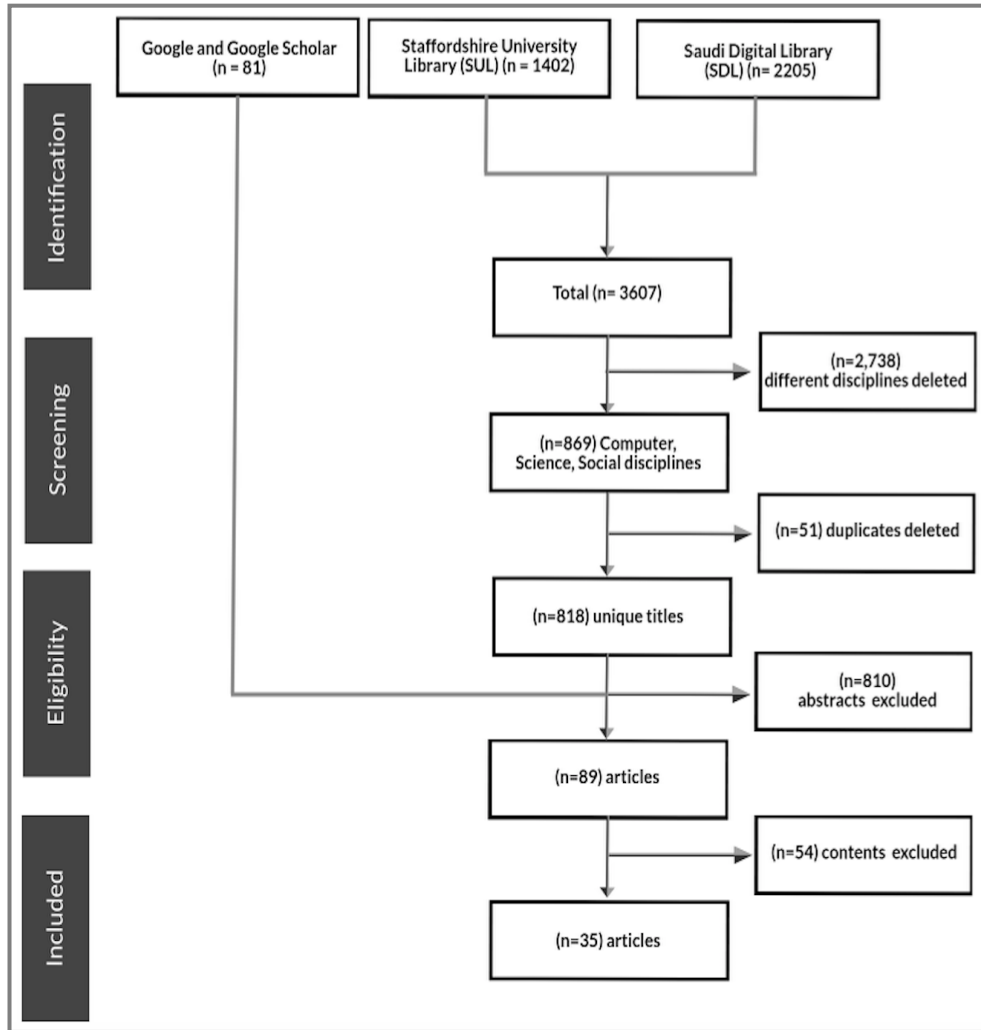 Google and Google Scholar
(n = 81)
Staffordshire University
Library (SUL) (n = 1402)
Saudi Digital Library
(SDL) (n= 2205)
Identification
Total (n= 3607)
Screening
(n=2,738)
different disciplines deleted
(n=869) Computer,
Science, Social disciplines
(n=51) duplicates deleted
Eligibility
(n=818) unique titles
(n=810)
abstracts excluded
(n=89) articles
Included
(n=54) contents excluded
(n=35) articles